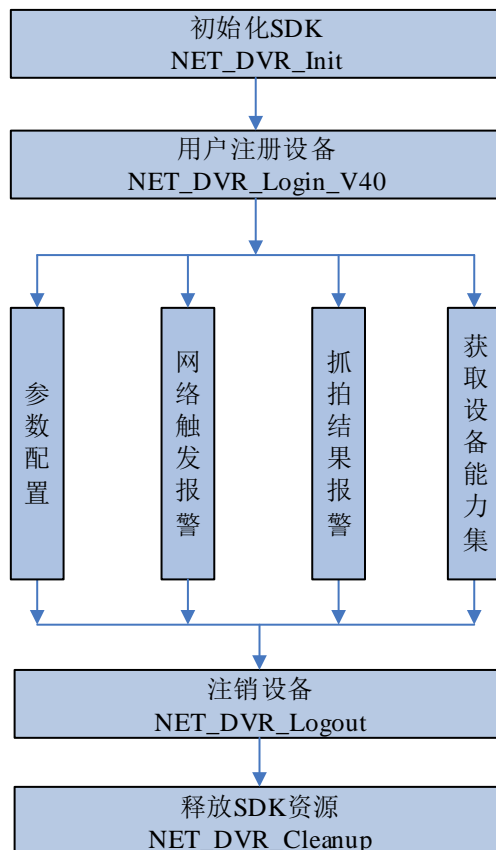 初始化SDK
NET_DVR_Init
用户注册设备
NET_DVR_Login_V40
参数配置
网络触发报警
抓拍结果报警
获取设备能力集
注销设备
NET_DVR_Logout
释放SDK资源
NET_DVR_Cleanup